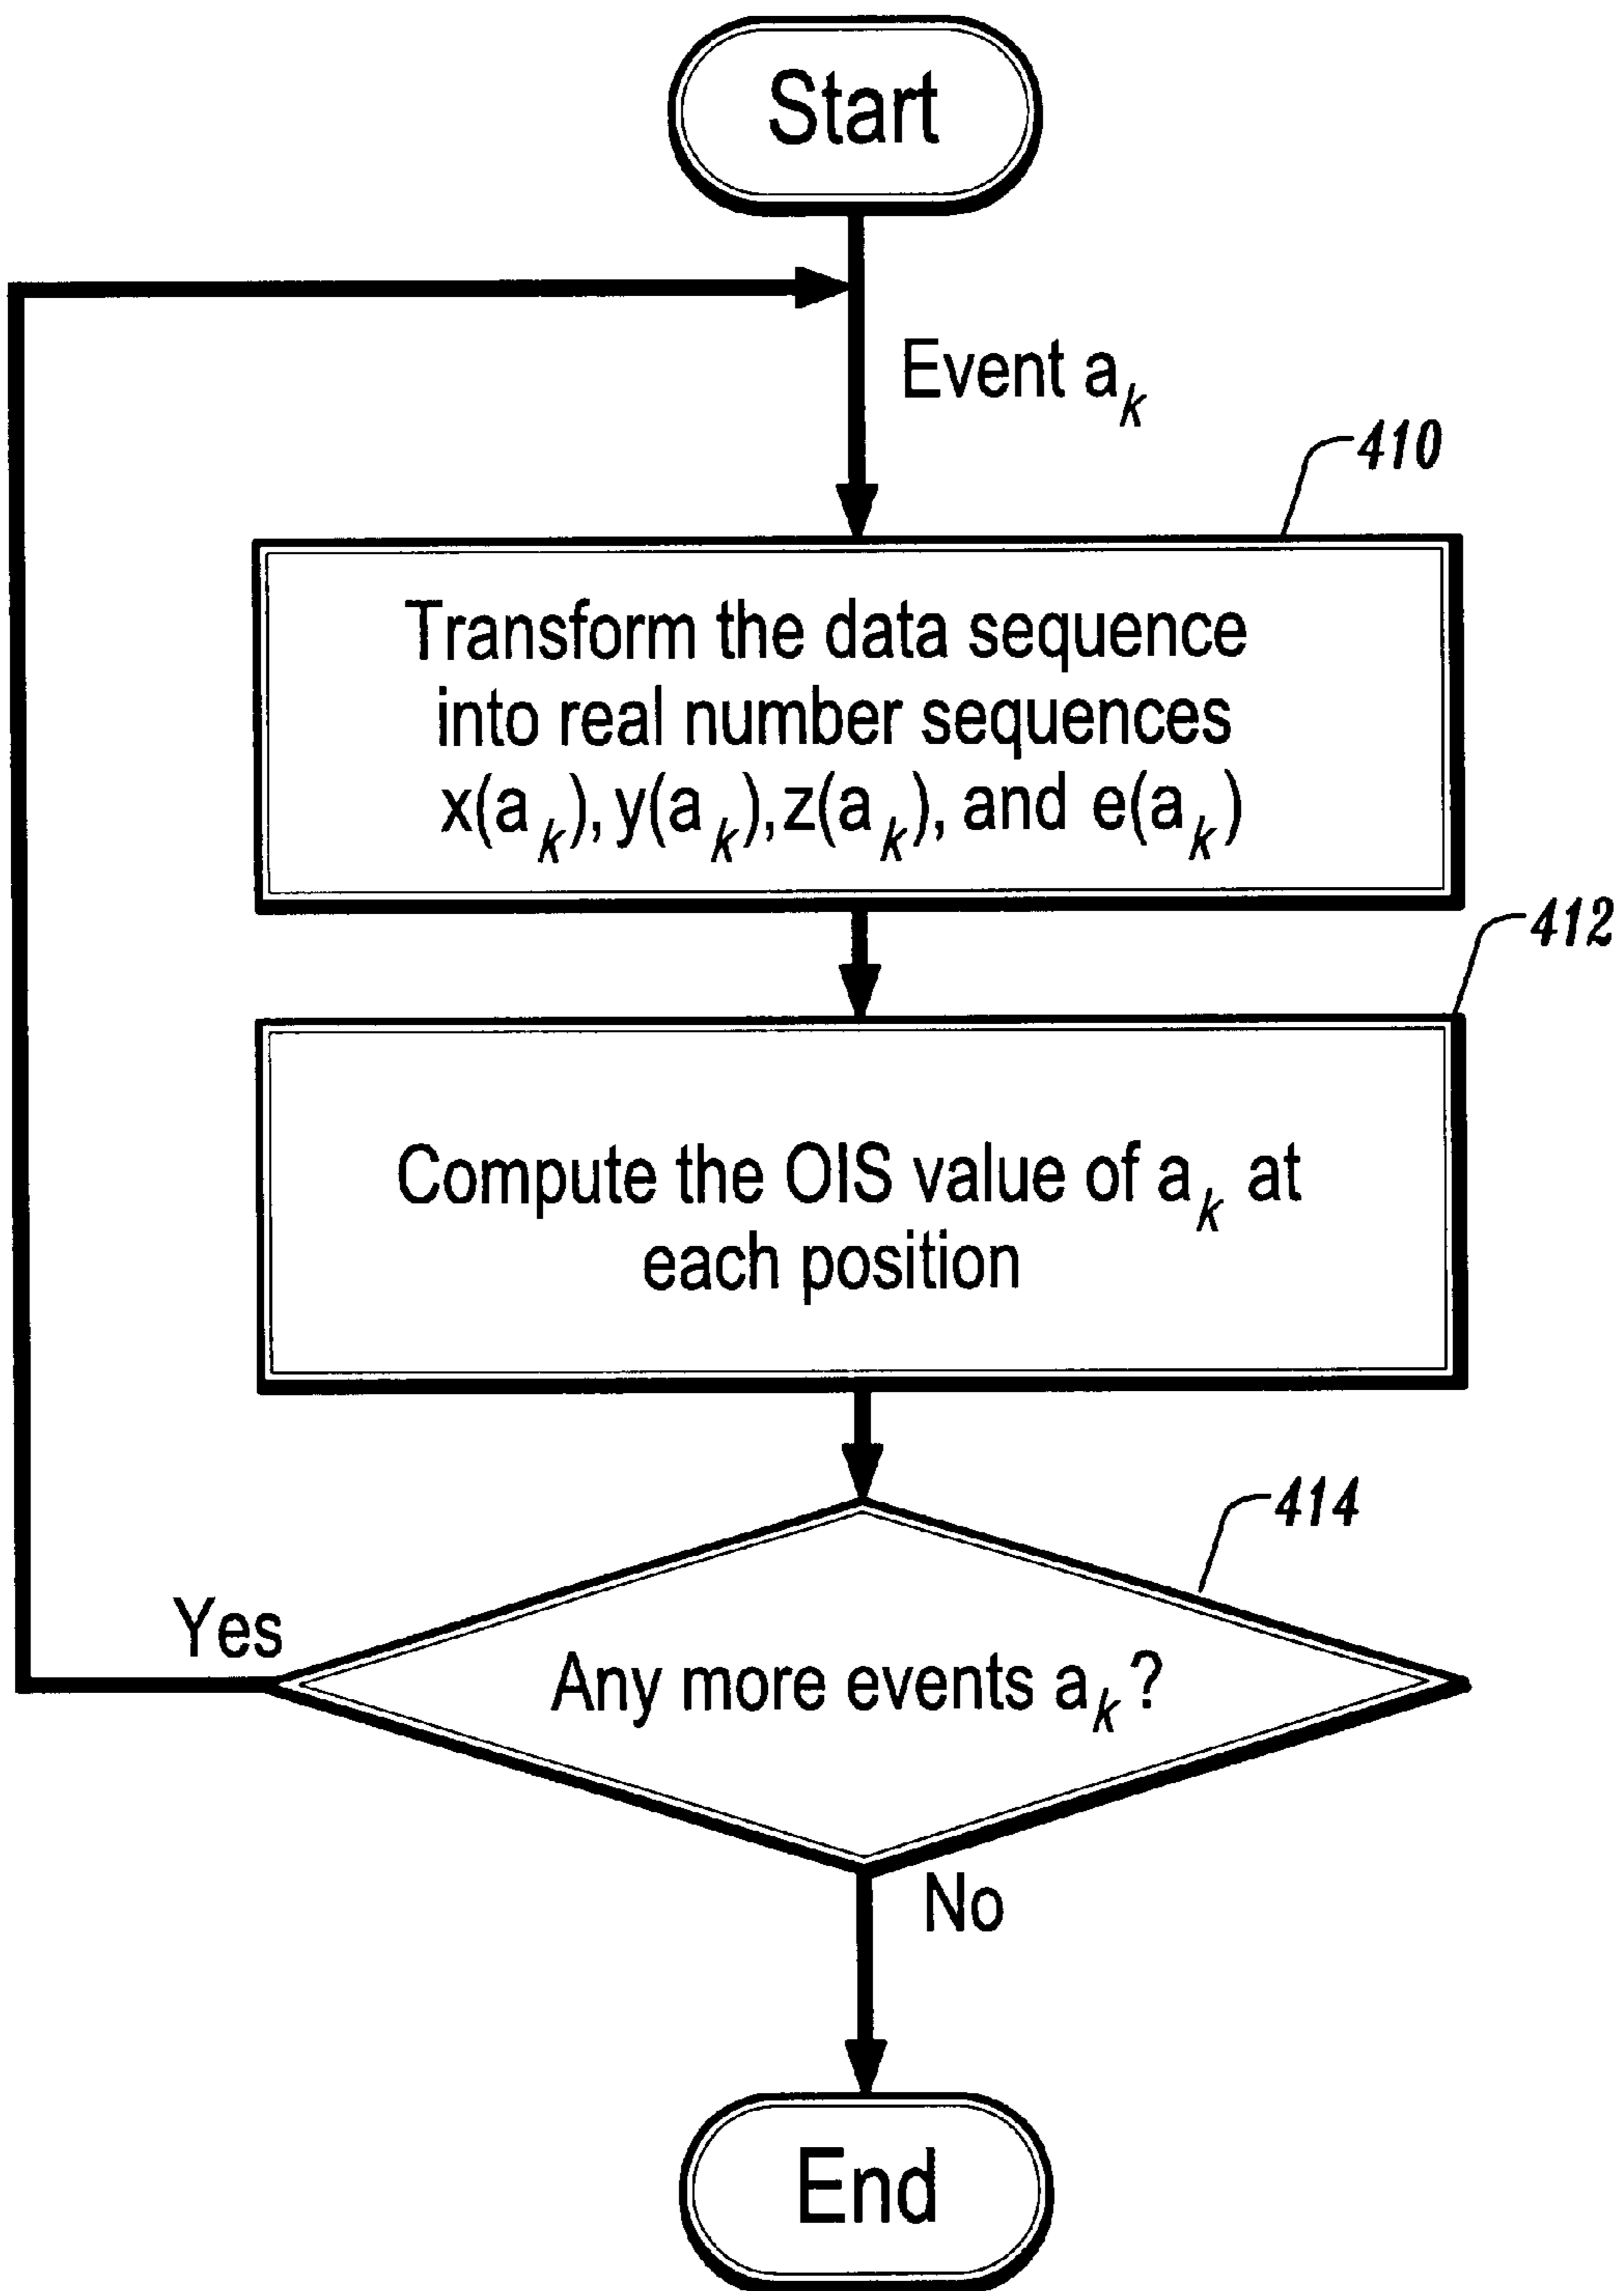 Start
Event a_k
410
Transform the data sequence
into real number sequences
x(a_k), y(a_k), z(a_k), and e(a_k)
412
Compute the OIS value of a_k at
each position
414
Yes
Any more events a_k?
No
End